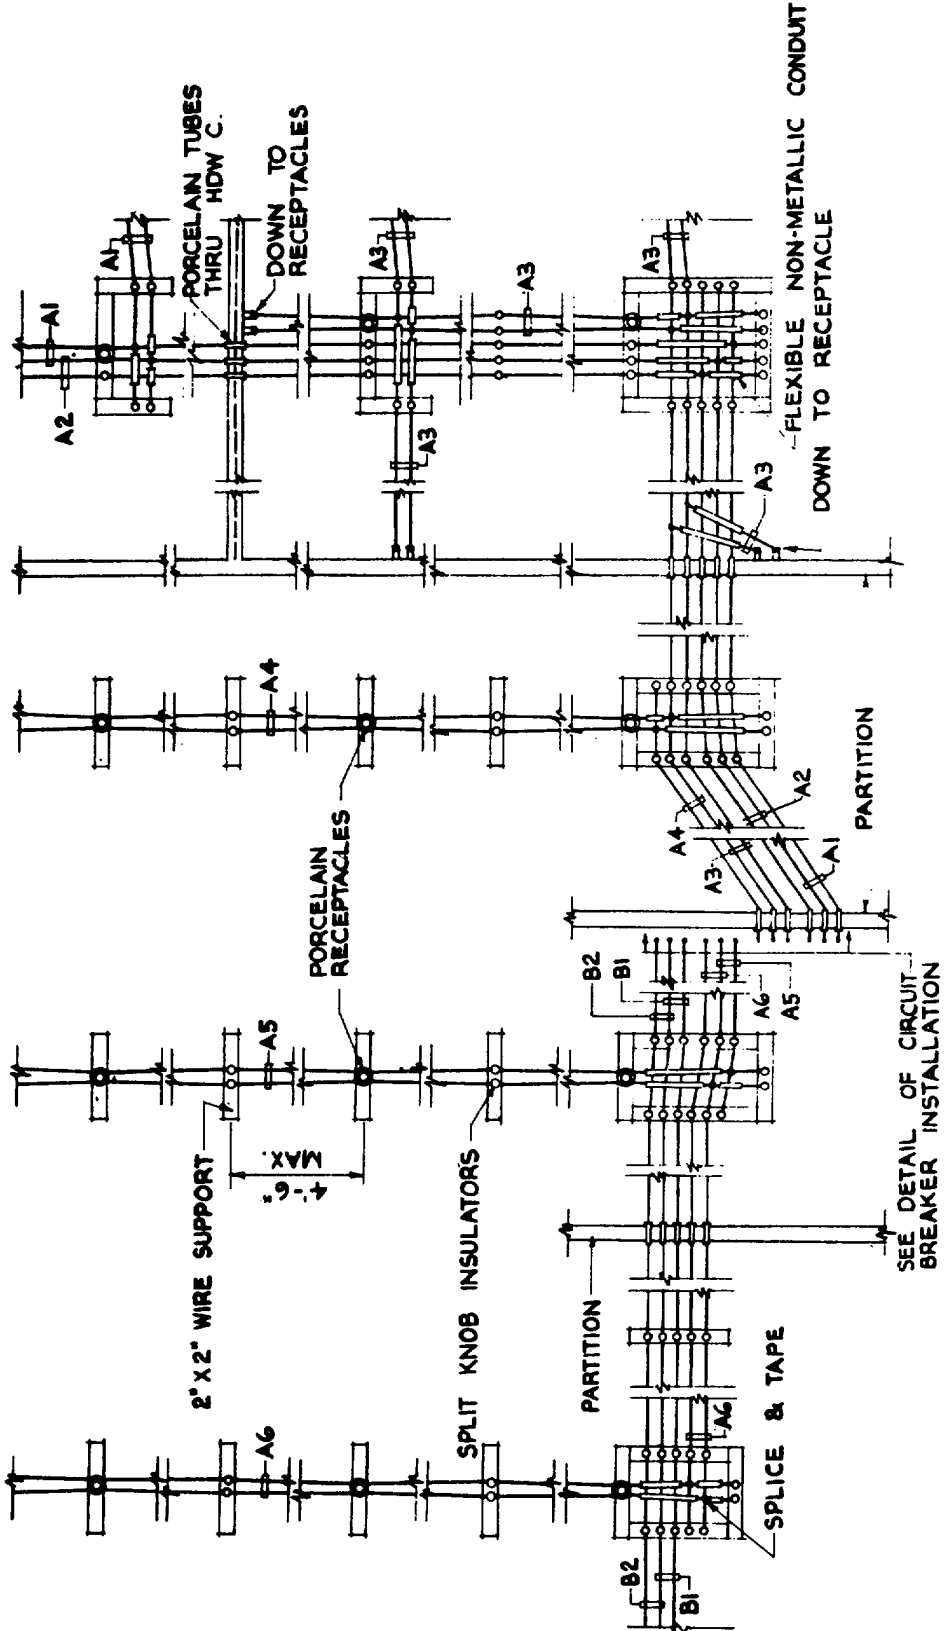 A1
A2
A1
PORCELAIN TUBES
THRU HDW C.
DOWN TO
RECEPTACLES
A3
A3
A3
A3
A3
FLEXIBLE NON-METALLIC CONDUIT
DOWN TO RECEPTACLE
A4
PORCELAIN
RECEPTACLES
A4
A3
A2
A1
PARTITION
A5
2"X2" WIRE SUPPORT
4'-6"
MAX.
SPLIT KNOB INSULATORS
B2
B1
A6
A5
SEE DETAIL OF CIRCUIT
BREAKER INSTALLATION
PARTITION
A6
A6
SPLICE & TAPE
B2
B1